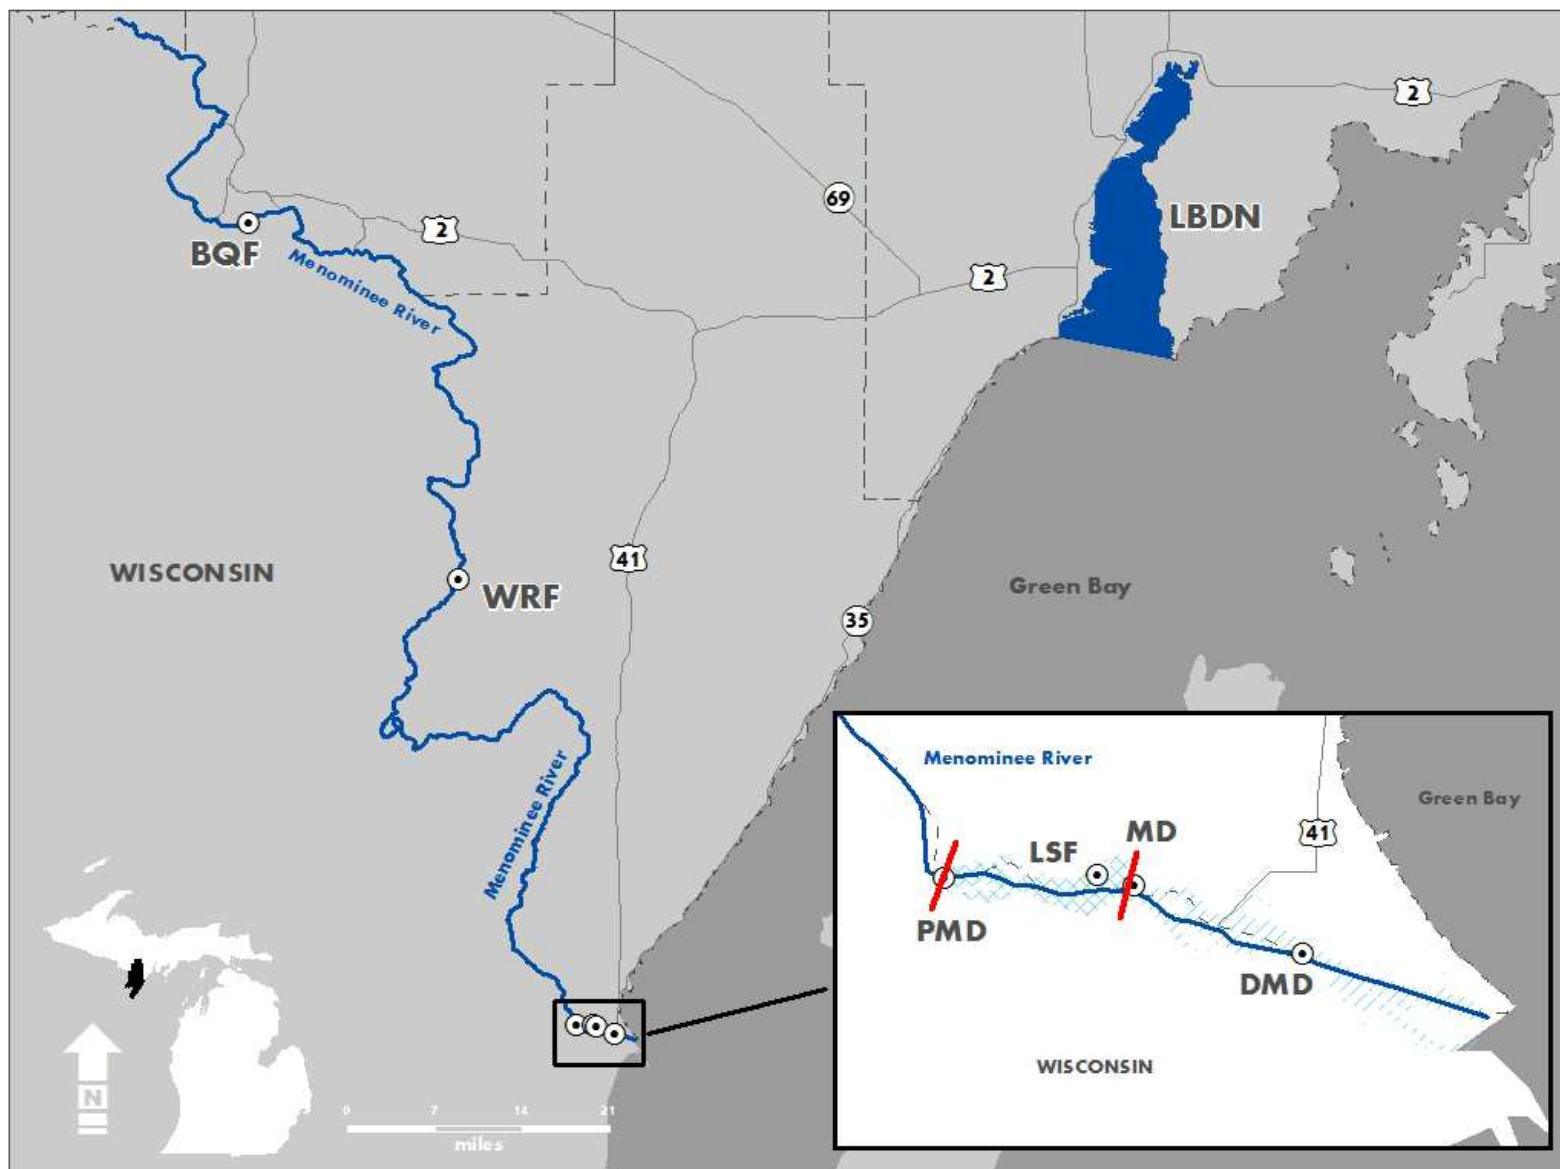 2
69
LBDN
2
BQF
Menominee River
2
41
WISCONSIN
WRF
Green Bay
35
Menominee River
Menominee River
Green Bay
MD
41
LSF
PMD
DMD
WISCONSIN
N
0 7 14 21
miles